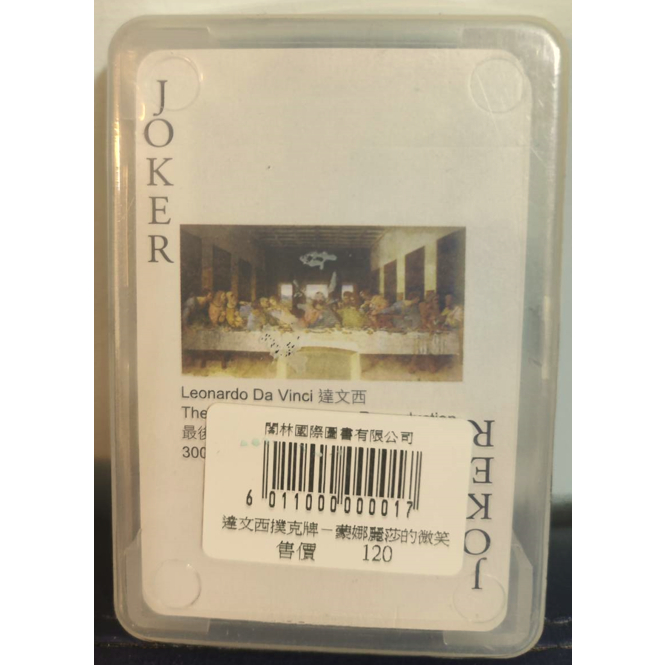 JOKER
Leonardo Da Vinci 達文西
The
最後
300
閣林國際圖書有限公司
6 011000 000017
達文西撲克牌－蒙娜麗莎的微笑
售價 120
JOKER